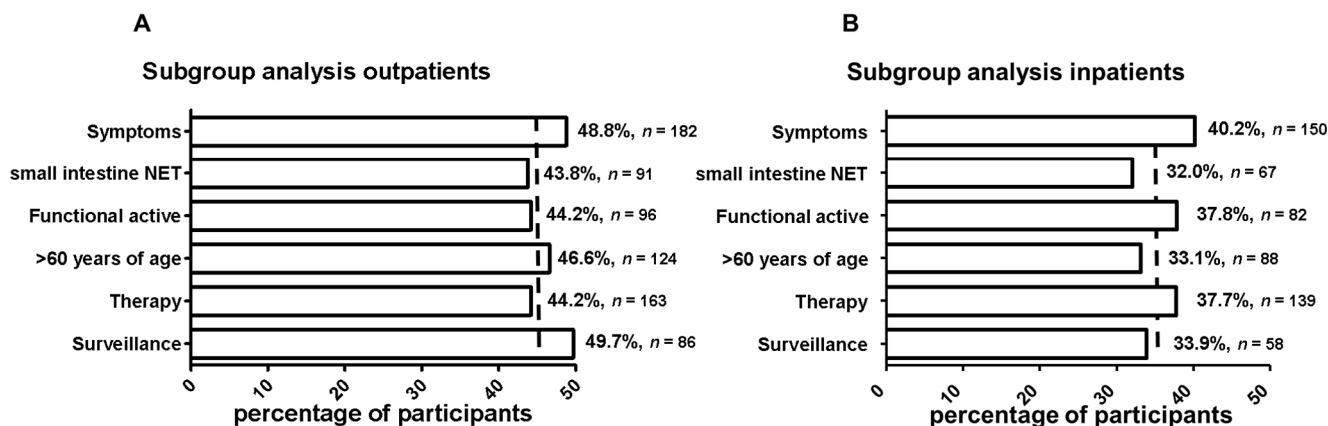 A
Subgroup analysis outpatients
Symptoms
48.8%, n = 182
small intestine NET
43.8%, n = 91
Functional active
44.2%, n = 96
>60 years of age
46.6%, n = 124
Therapy
44.2%, n = 163
Surveillance
49.7%, n = 86
0 10 20 30 40 50
percentage of participants
B
Subgroup analysis inpatients
Symptoms
40.2%, n = 150
small intestine NET
32.0%, n = 67
Functional active
37.8%, n = 82
>60 years of age
33.1%, n = 88
Therapy
37.7%, n = 139
Surveillance
33.9%, n = 58
0 10 20 30 40 50
percentage of participants